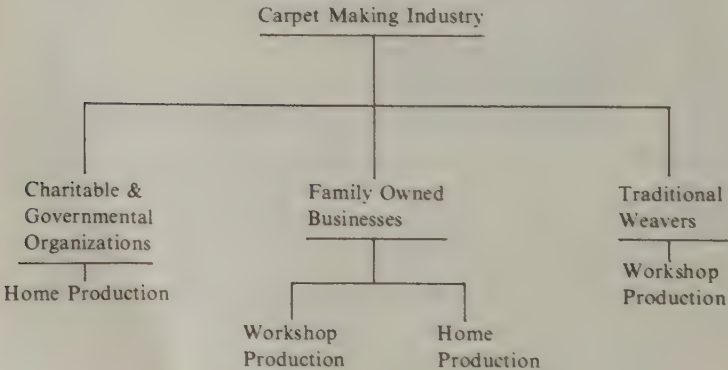 Carpet Making Industry
Charitable &
Governmental
Organizations
Home Production
Family Owned
Businesses
Workshop
Production
Home
Production
Traditional
Weavers
Workshop
Production